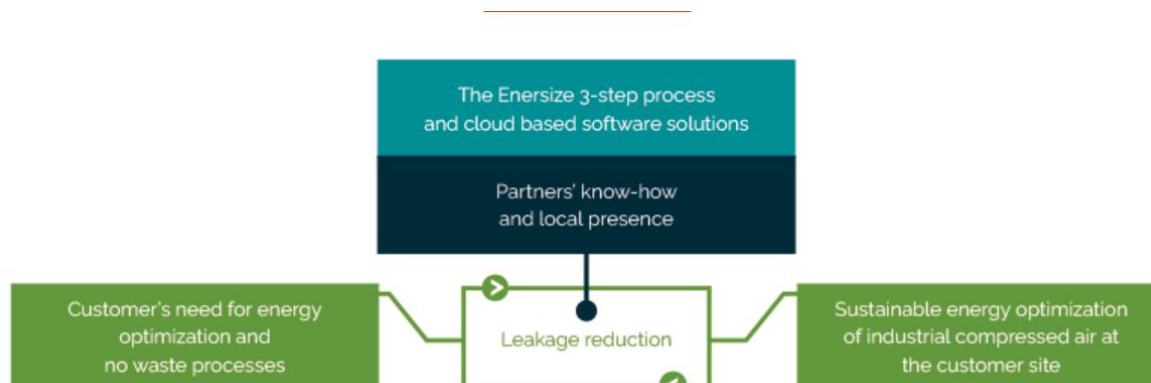 The Enersize 3-step process
and cloud based software solutions
Partners' know-how
and local presence
Customer's need for energy
optimization and
no waste processes
Leakage reduction
Sustainable energy optimization
of industrial compressed air at
the customer site